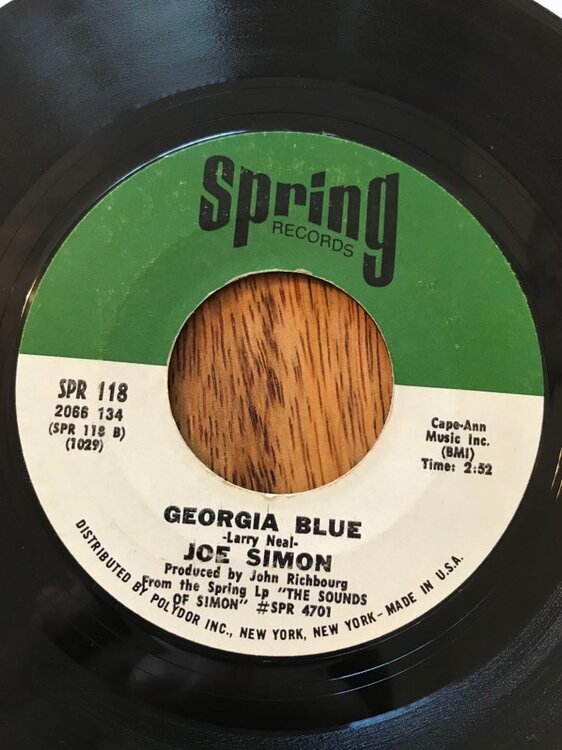 Spring
RECORDS
SPR 118
2066 134
(SPR 118 B)
(1029)
Cape-Ann
Music Inc.
(BMI)
Time: 2:52
GEORGIA BLUE
-Larry Neal-
JOE SIMON
Produced by John Richbourg
From the Spring Lp "THE SOUNDS
OF SIMON" #SPR 4701
DISTRIBUTED BY POLYDOR INC., NEW YORK, NEW YORK-MADE IN U.S.A.